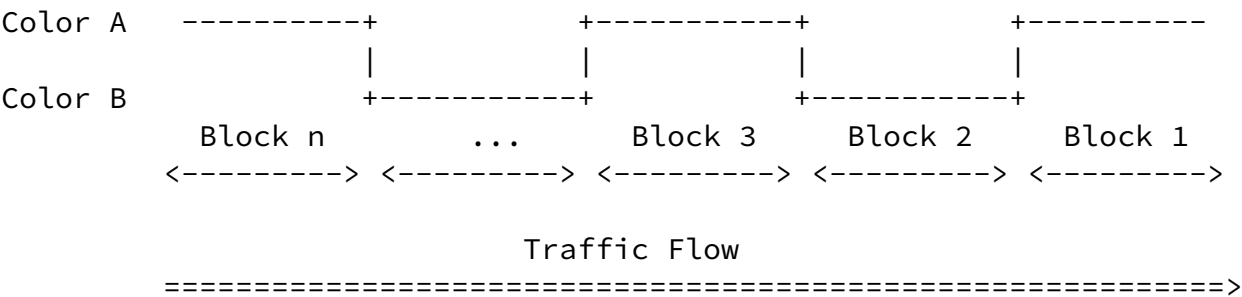 Color A   ----------+           +-----------+           +----------
                    |           |           |           |
Color B             +-----------+           +-----------+
           Block n        ...      Block 3     Block 2     Block 1
         <---------> <---------> <---------> <---------> <--------->
                             Traffic Flow
         ===========================================================>